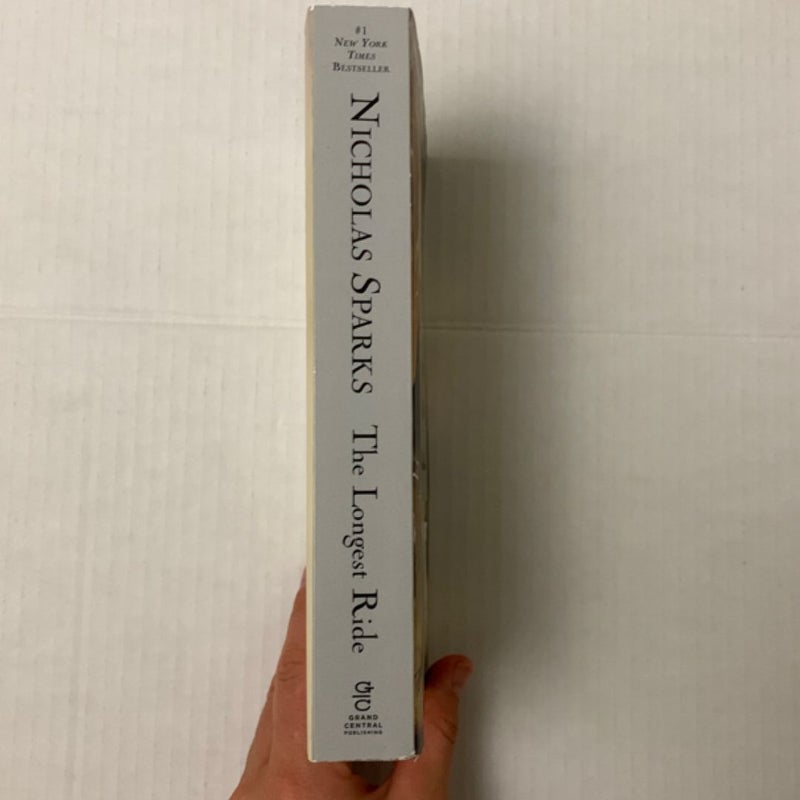 #1
NEW YORK
TIMES
BESTSELLER
NICHOLAS SPARKS The Longest Ride
GRAND
CENTRAL
PUBLISHING